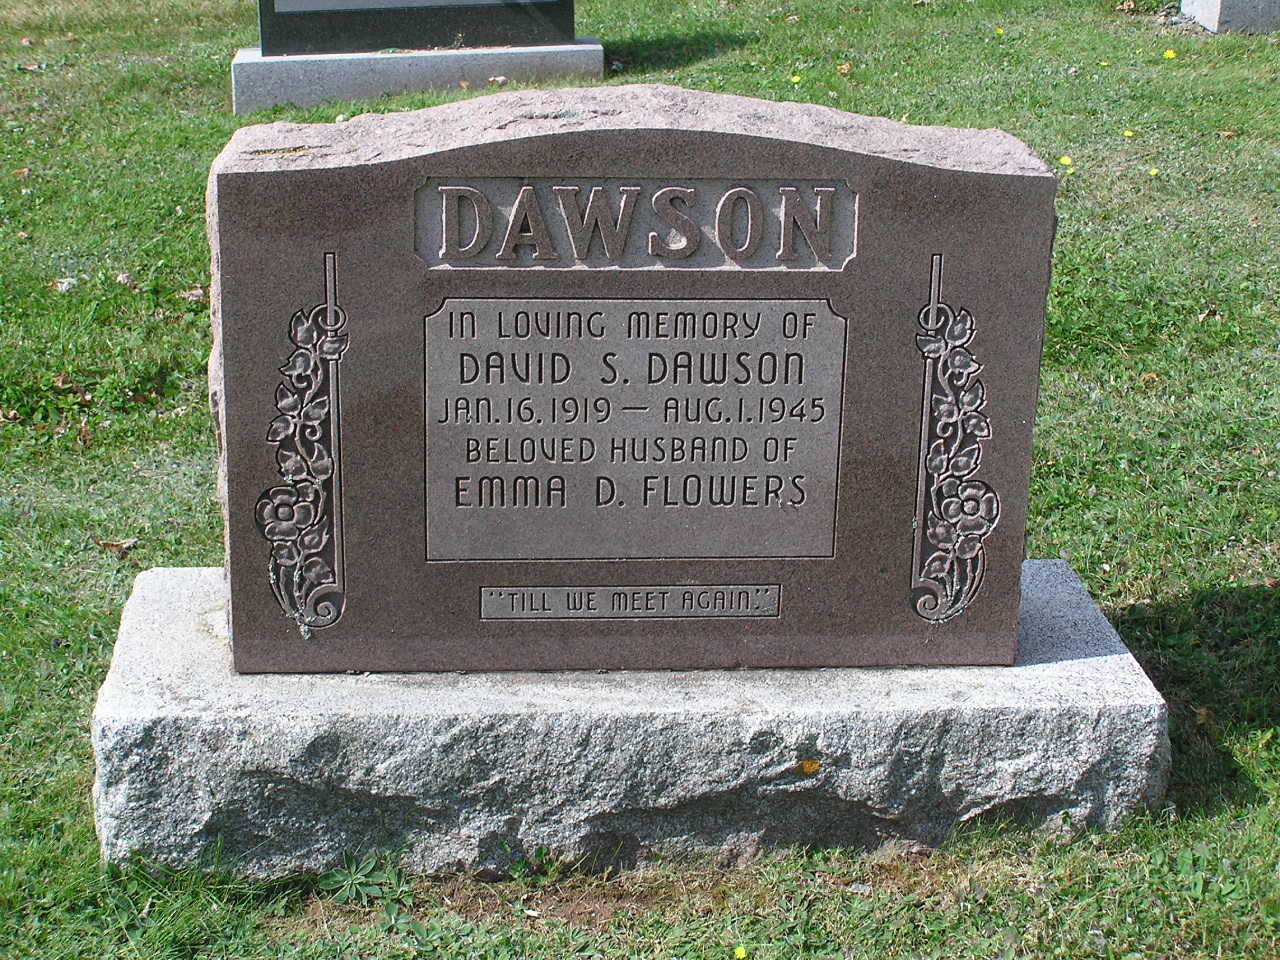 DAWSON
IN LOVING MEMORY OF
DAVID S. DAWSON
JAN. 16. 1919 — AUG. 1. 1945
BELOVED HUSBAND OF
EMMA D. FLOWERS
"TILL WE MEET AGAIN."